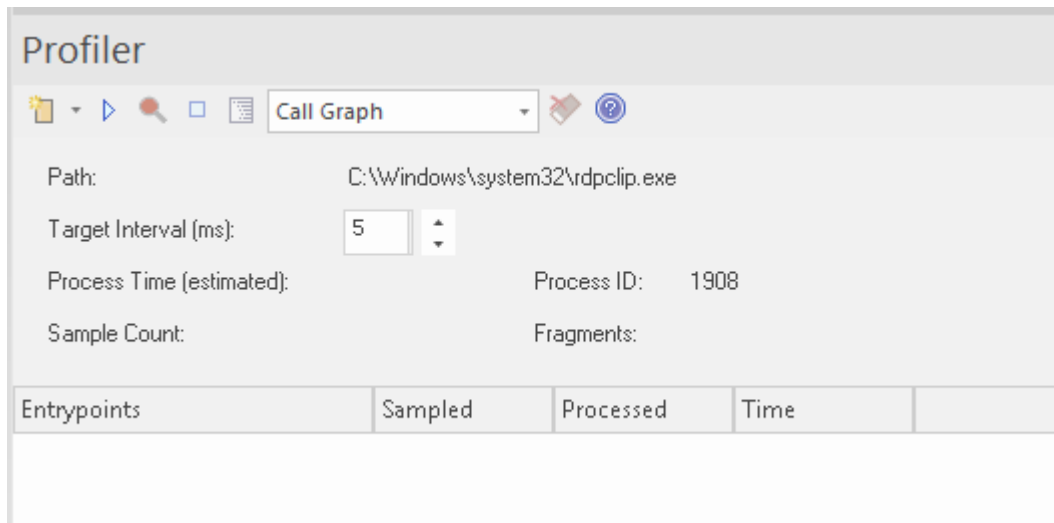 Profiler
Call Graph
Path: C:\Windows\system32\rdpclip.exe
Target Interval (ms): 5
Process Time (estimated): Process ID: 1908
Sample Count: Fragments:
Entrypoints Sampled Processed Time